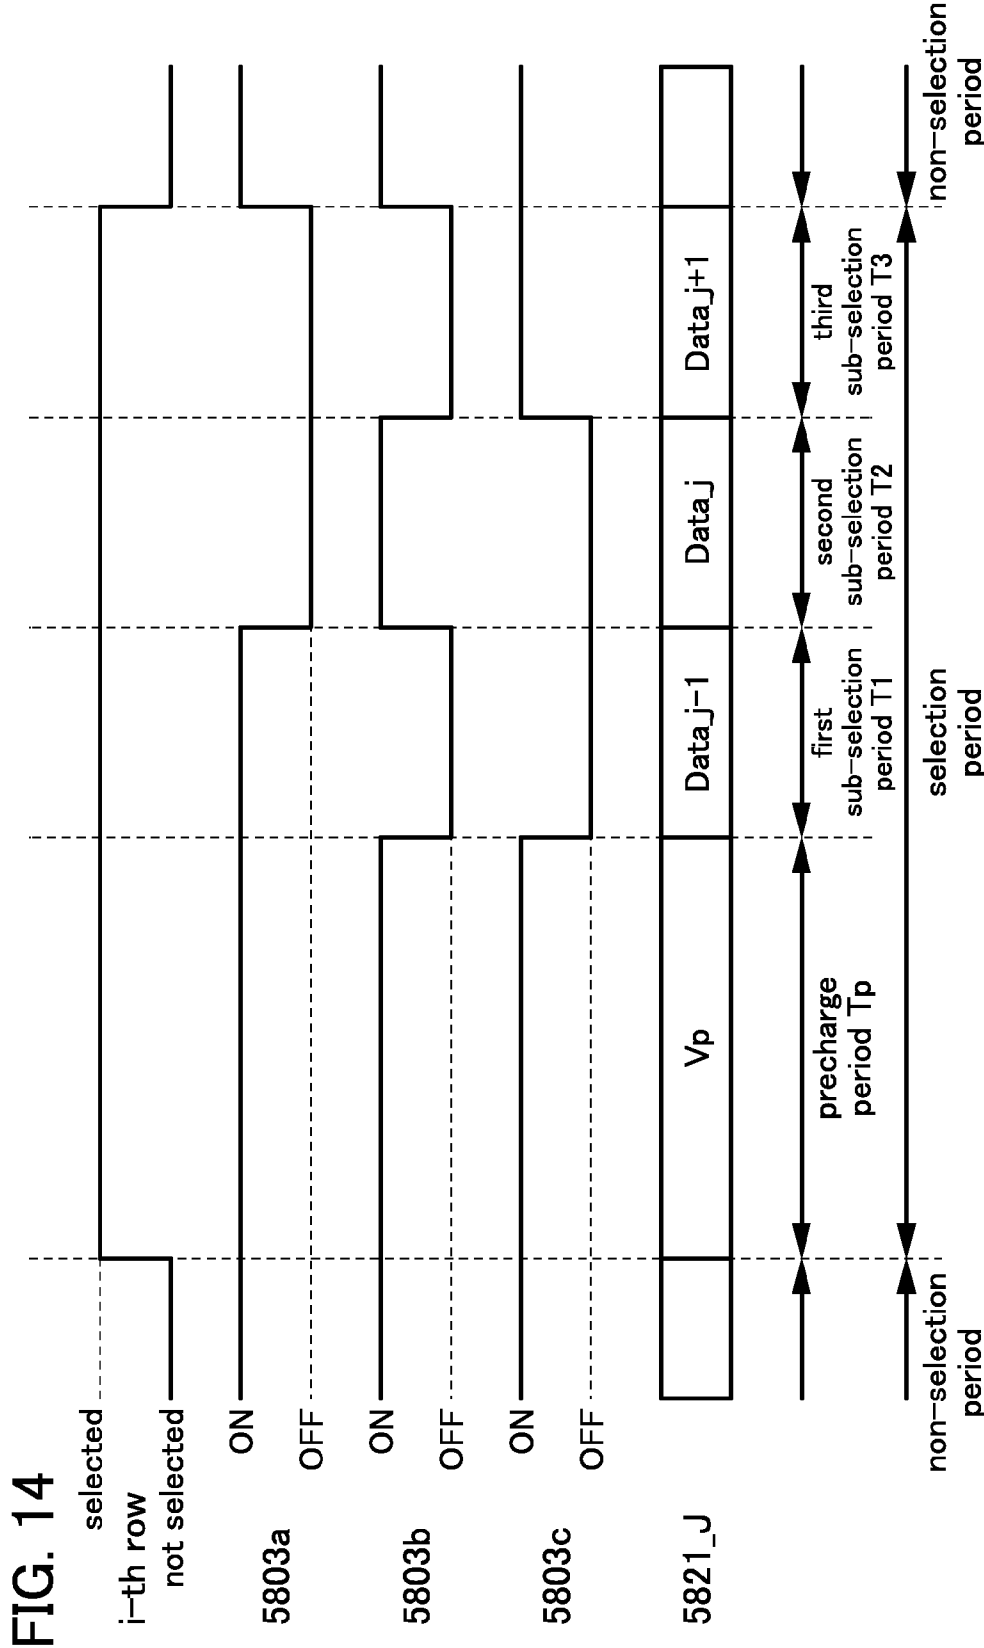 FIG. 14
selected
i-th row
not selected
5803a
ON
OFF
5803b
ON
OFF
5803c
ON
OFF
5821_J
Vp
Data_j-1
Data_j
Data_j+1
precharge
period Tp
first
sub-selection
period T1
second
sub-selection
period T2
third
sub-selection
period T3
non-selection
period
selection
period
non-selection
period